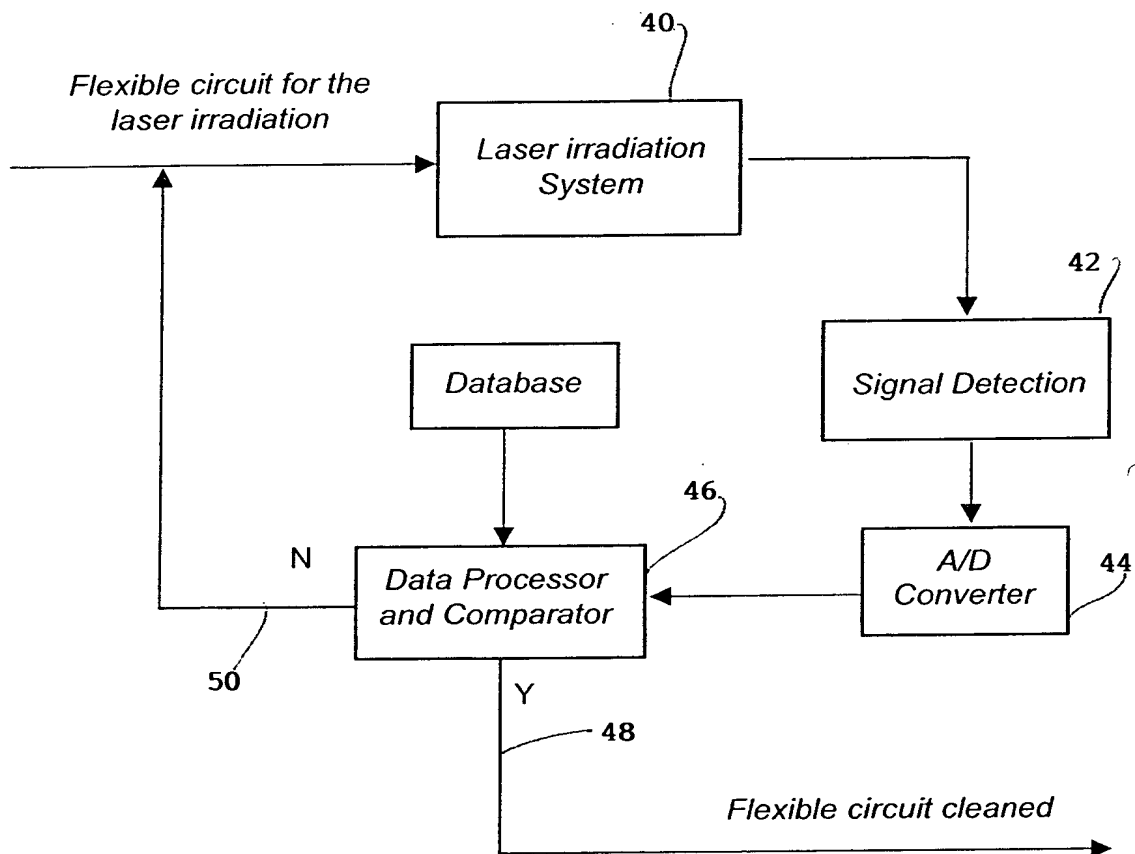 40
Flexible circuit for the
laser irradiation
Laser irradiation
System
42
Signal Detection
Database
46
A/D
Converter
44
N
Data Processor
and Comparator
50
Y
48
Flexible circuit cleaned